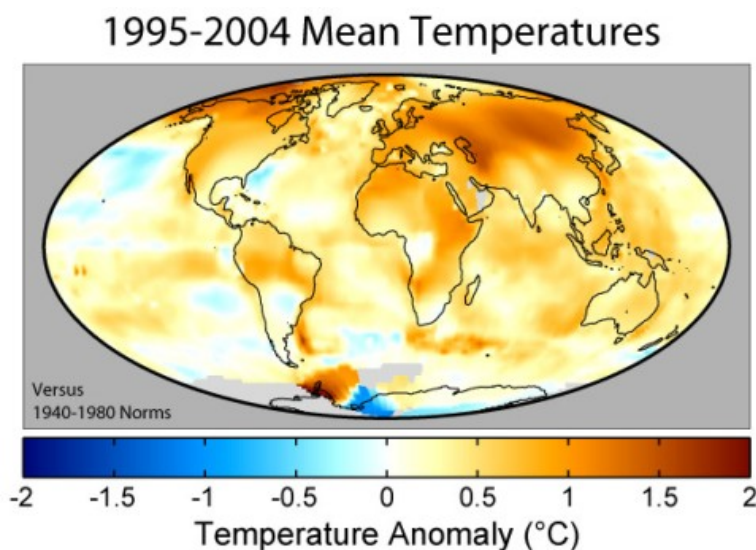 1995-2004 Mean Temperatures
Versus
1940-1980 Norms
-2 -1.5 -1 -0.5 0 0.5 1 1.5 2
Temperature Anomaly (°C)